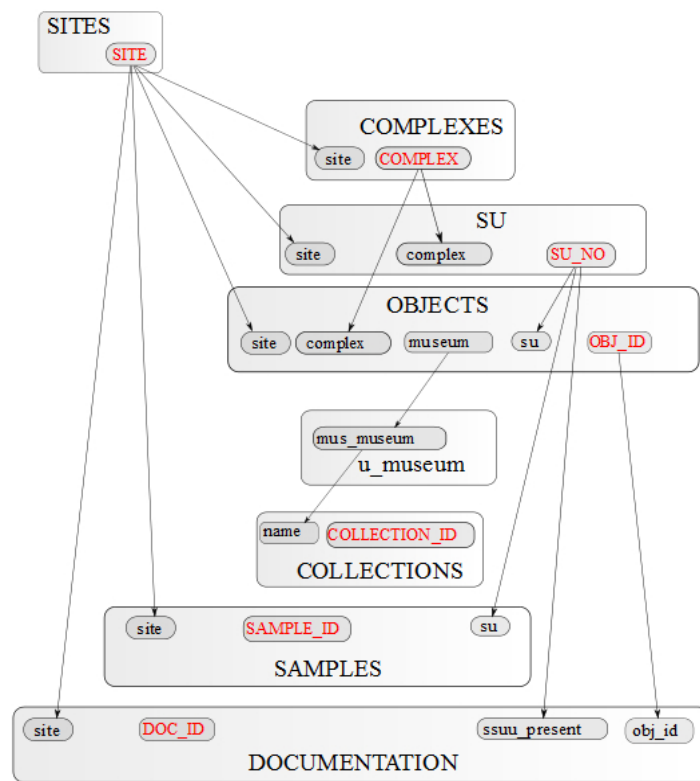 SITES
SITE
COMPLEXES
site COMPLEX
SU
site complex SU_NO
OBJECTS
site complex museum su OBJ_ID
mus_museum
u_museum
name COLLECTION_ID
COLLECTIONS
site SAMPLE_ID su
SAMPLES
site DOC_ID ssuu_present obj_id
DOCUMENTATION